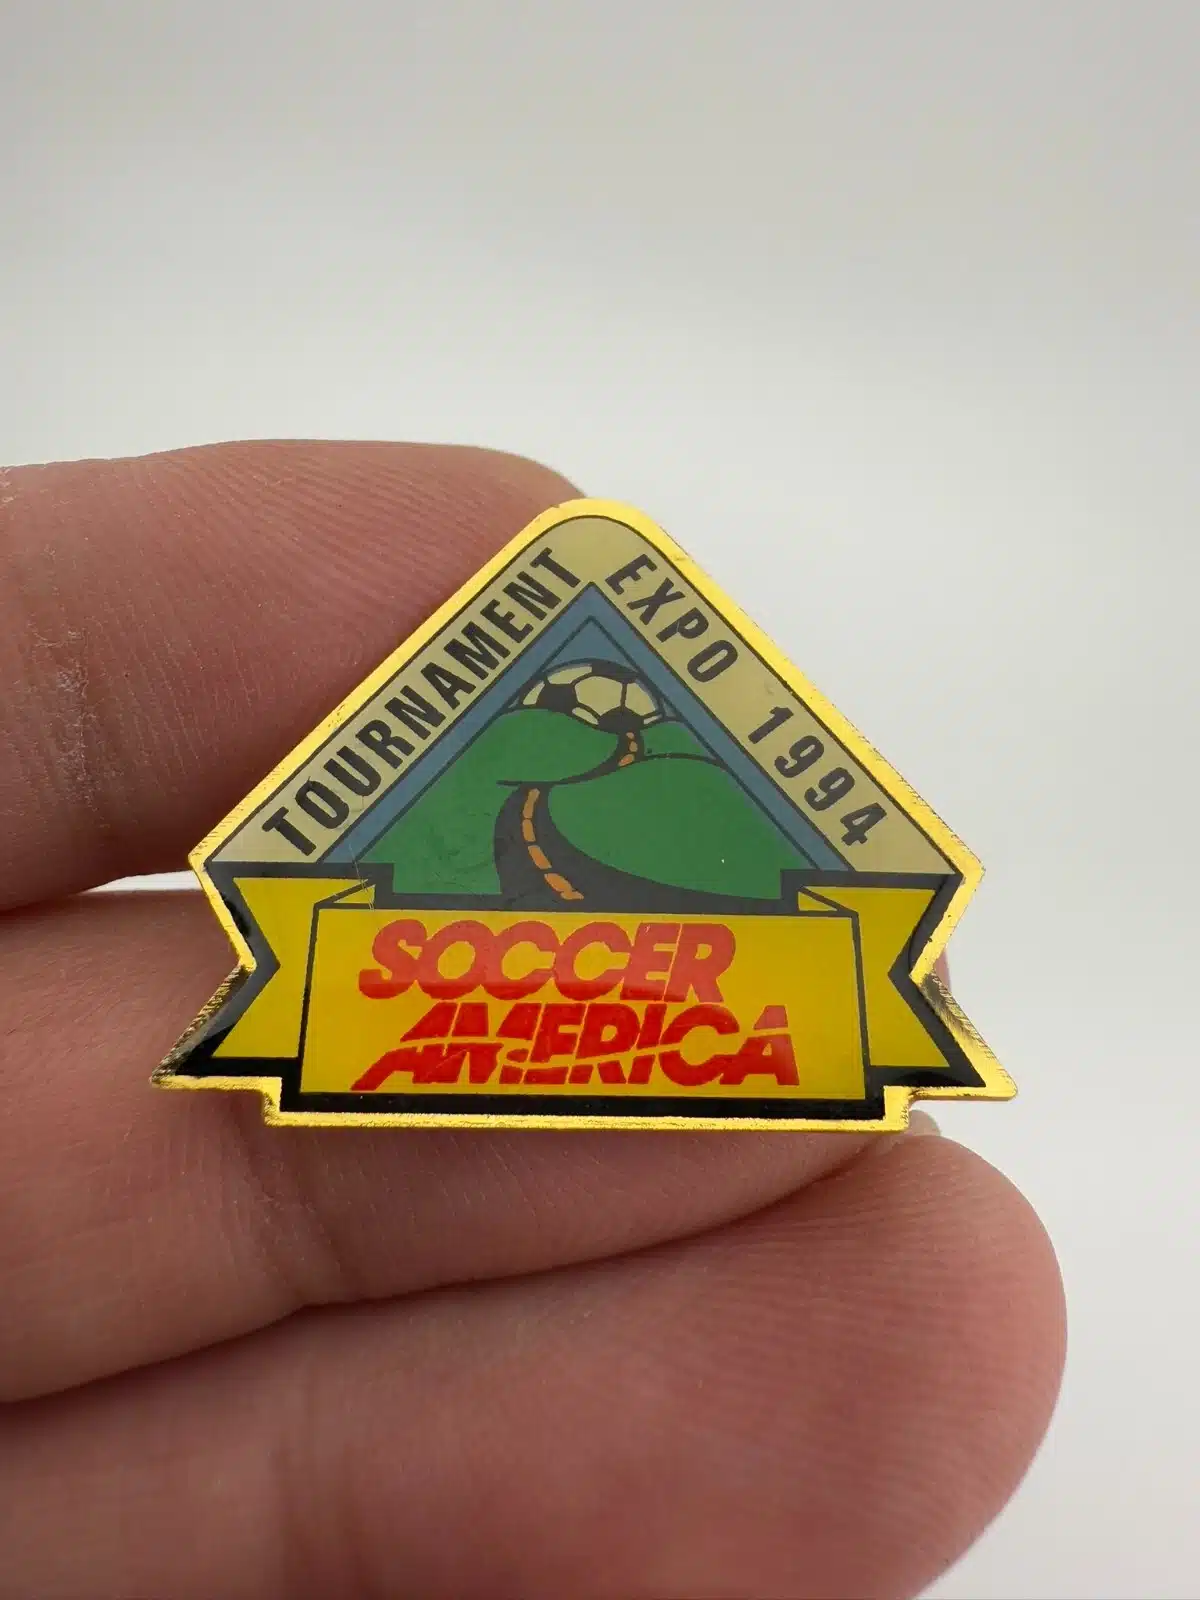 TOURNAMENT EXPO 1994
SOCCER
AMERICA